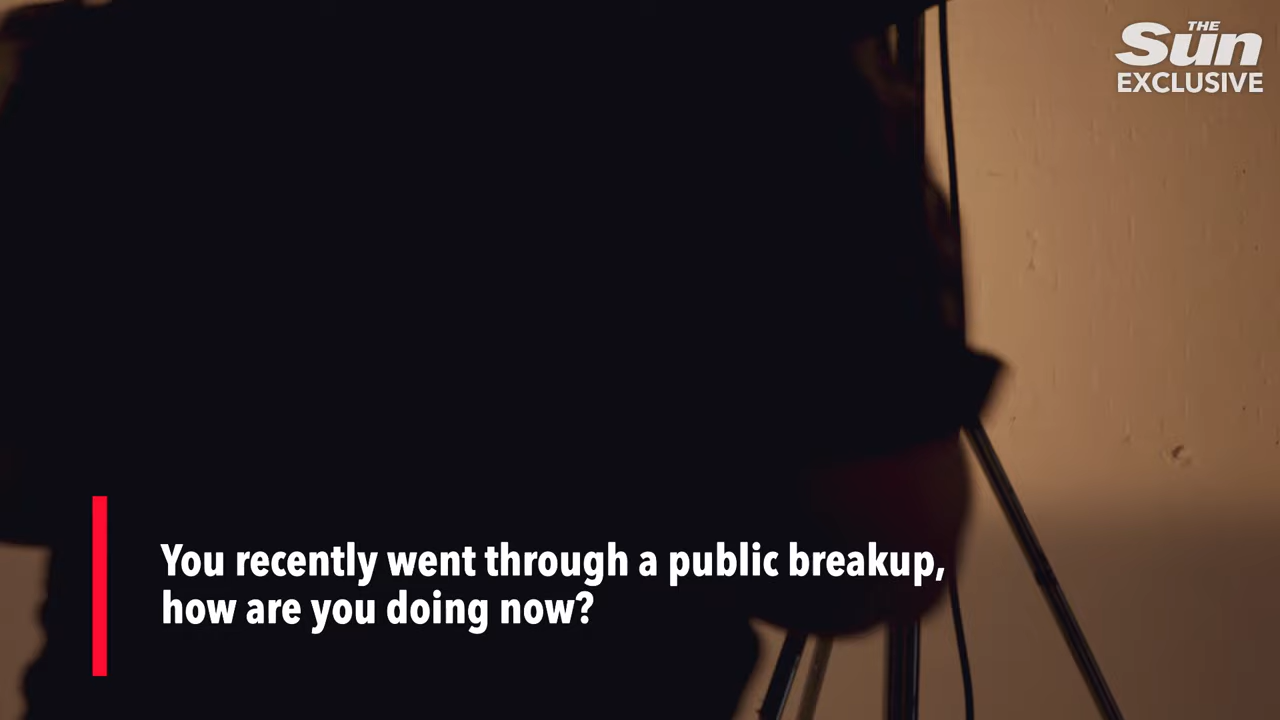 THE
Sun
EXCLUSIVE
You recently went through a public breakup,
how are you doing now?